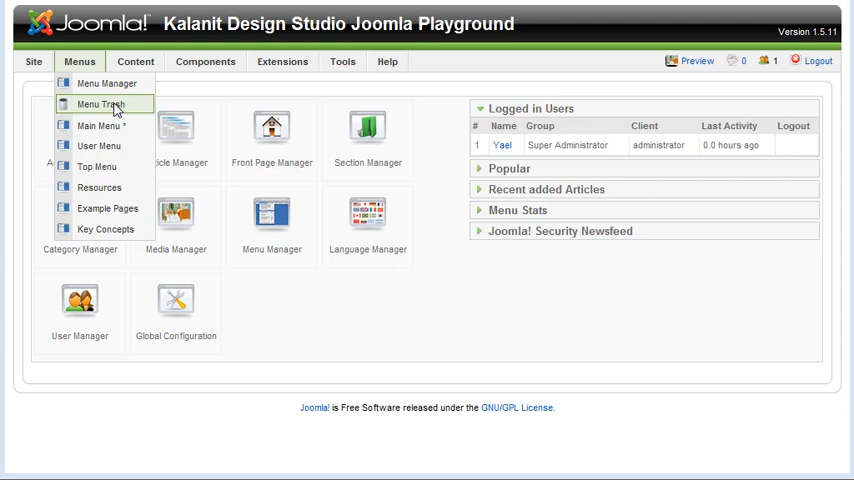 Joomla!® Kalanit Design Studio Joomla Playground
Version 1.5.11
Site Menus Content Components Extensions Tools Help Preview 0 1 Logout
Menu Manager
Menu Trash
Main Menu *
User Menu
Top Menu
Resources
Example Pages
Key Concepts
Front Page Manager
Section Manager
Category Manager
Media Manager
Menu Manager
Language Manager
User Manager
Global Configuration
Logged in Users
# Name Group Client Last Activity Logout
1 Yael Super Administrator administrator 0.0 hours ago
Popular
Recent added Articles
Menu Stats
Joomla! Security Newsfeed
Joomla! is Free Software released under the GNU/GPL License.